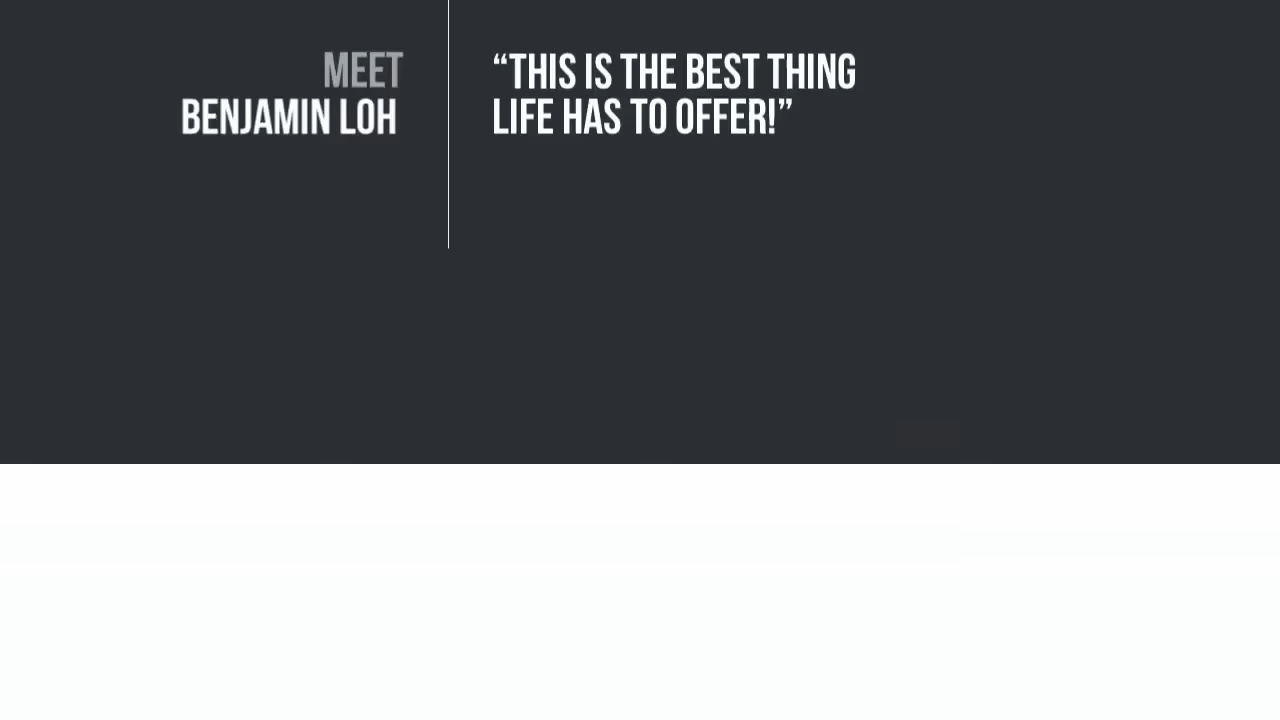 MEET
BENJAMIN LOH
“THIS IS THE BEST THING
LIFE HAS TO OFFER!”